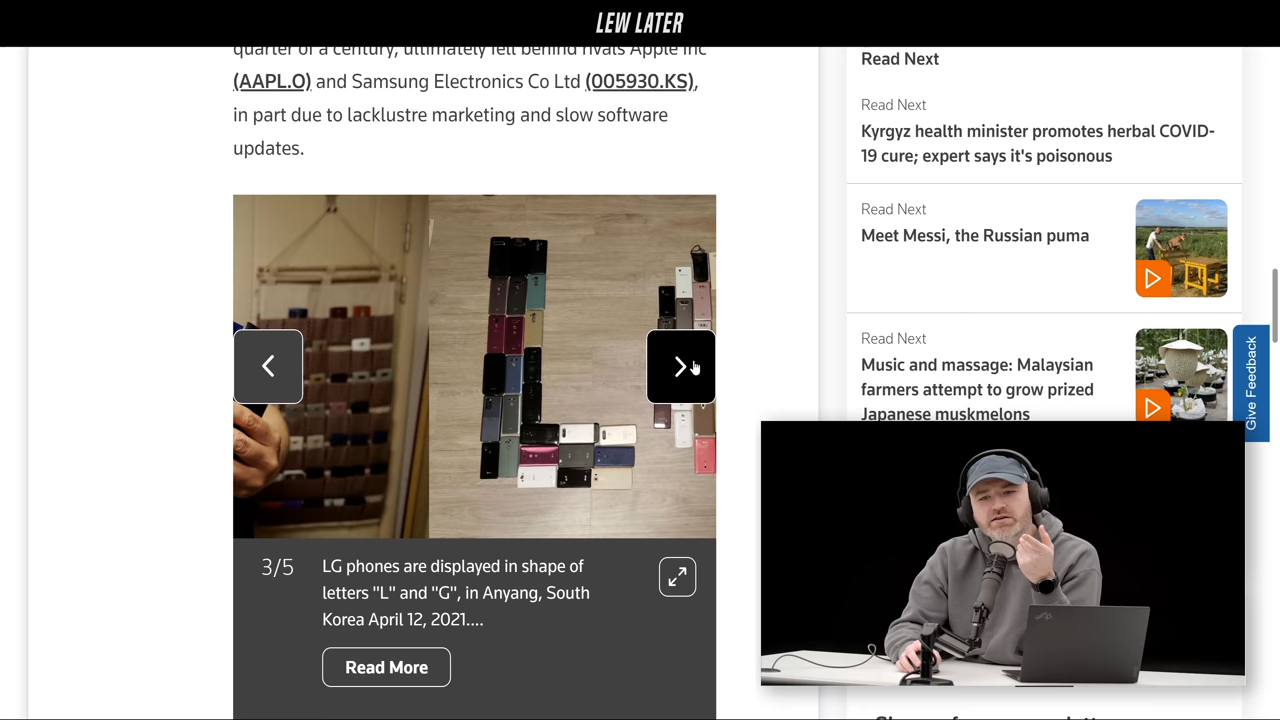 LEW LATER
quarter of a century, ultimately fell behind rivals Apple Inc
(AAPL.O) and Samsung Electronics Co Ltd (005930.KS),
in part due to lacklustre marketing and slow software
updates.
3/5
LG phones are displayed in shape of
letters "L" and "G", in Anyang, South
Korea April 12, 2021....
Read More
Read Next
Read Next
Kyrgyz health minister promotes herbal COVID-
19 cure; expert says it's poisonous
Read Next
Meet Messi, the Russian puma
Read Next
Music and massage: Malaysian
farmers attempt to grow prized
Japanese muskmelons
Give Feedback